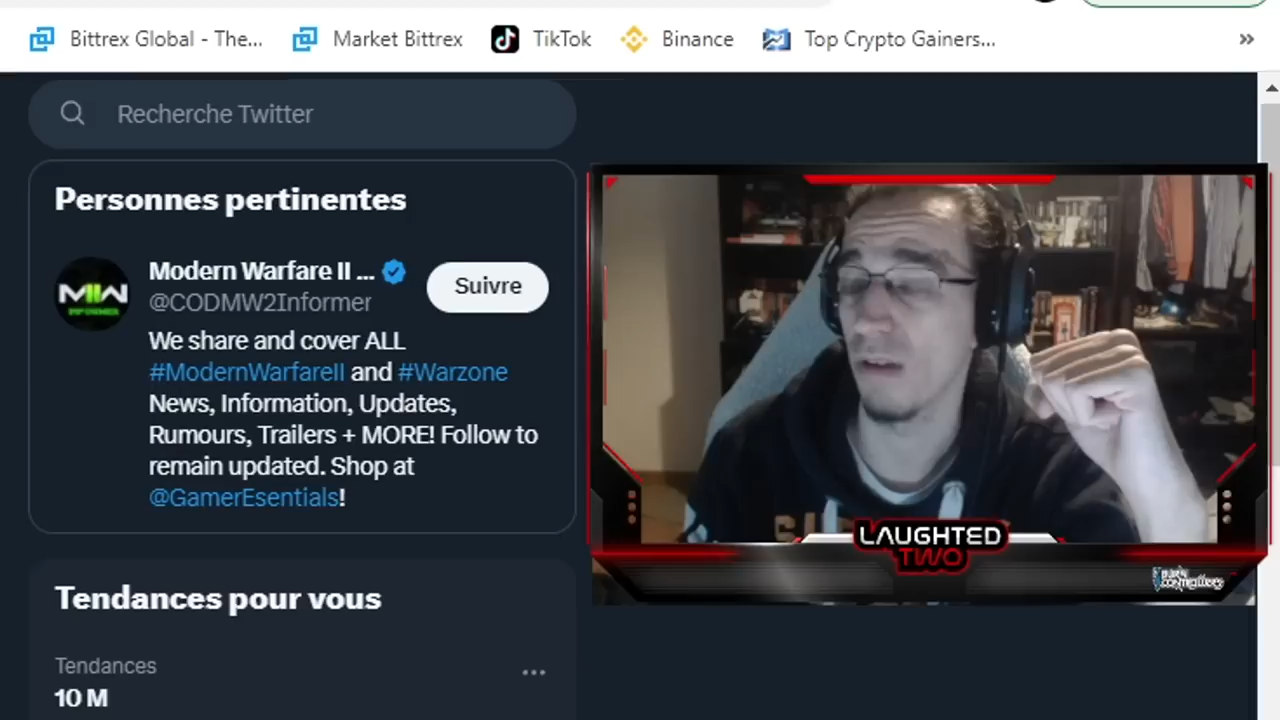 Bittrex Global - The...
Market Bittrex
TikTok
Binance
Top Crypto Gainers...
»
Recherche Twitter
Personnes pertinentes
Modern Warfare II ...
@CODMW2Informer
Suivre
We share and cover ALL
#ModernWarfareII and #Warzone
News, Information, Updates,
Rumours, Trailers + MORE! Follow to
remain updated. Shop at
@GamerEsentials!
Tendances pour vous
Tendances
10 M
LAUGHTED
TWO